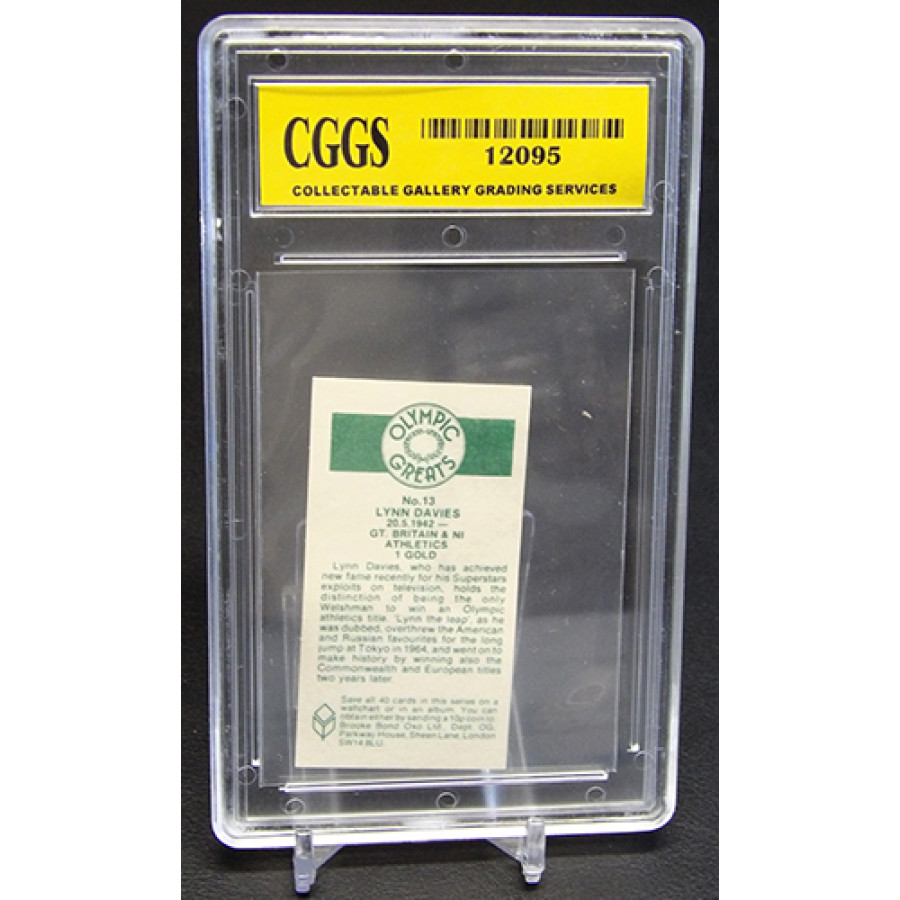 CGGS
12095
COLLECTABLE GALLERY GRADING SERVICES
OLYMPIC
GREATS
No.13
LYNN DAVIES
20.5.1942 —
GT. BRITAIN & NI
ATHLETICS
1 GOLD
Lynn Davies, who has achieved
new fame recently for his Superstars
exploits on television, holds the
distinction of being the only
Welshman to win an Olympic
athletics title. 'Lynn the leap', as he
was dubbed, overthrew the American
and Russian favourites for the long
jump at Tokyo in 1964, and went on to
make history by winning also the
Commonwealth and European titles
two years later.
Save all 40 cards in this series on a
wallchart or in an album. You can
obtain either by sending a 10p coin to:
Brooke Bond Oxo Ltd., Dept. OG,
Parkway House, Sheen Lane, London
SW14 8LU.